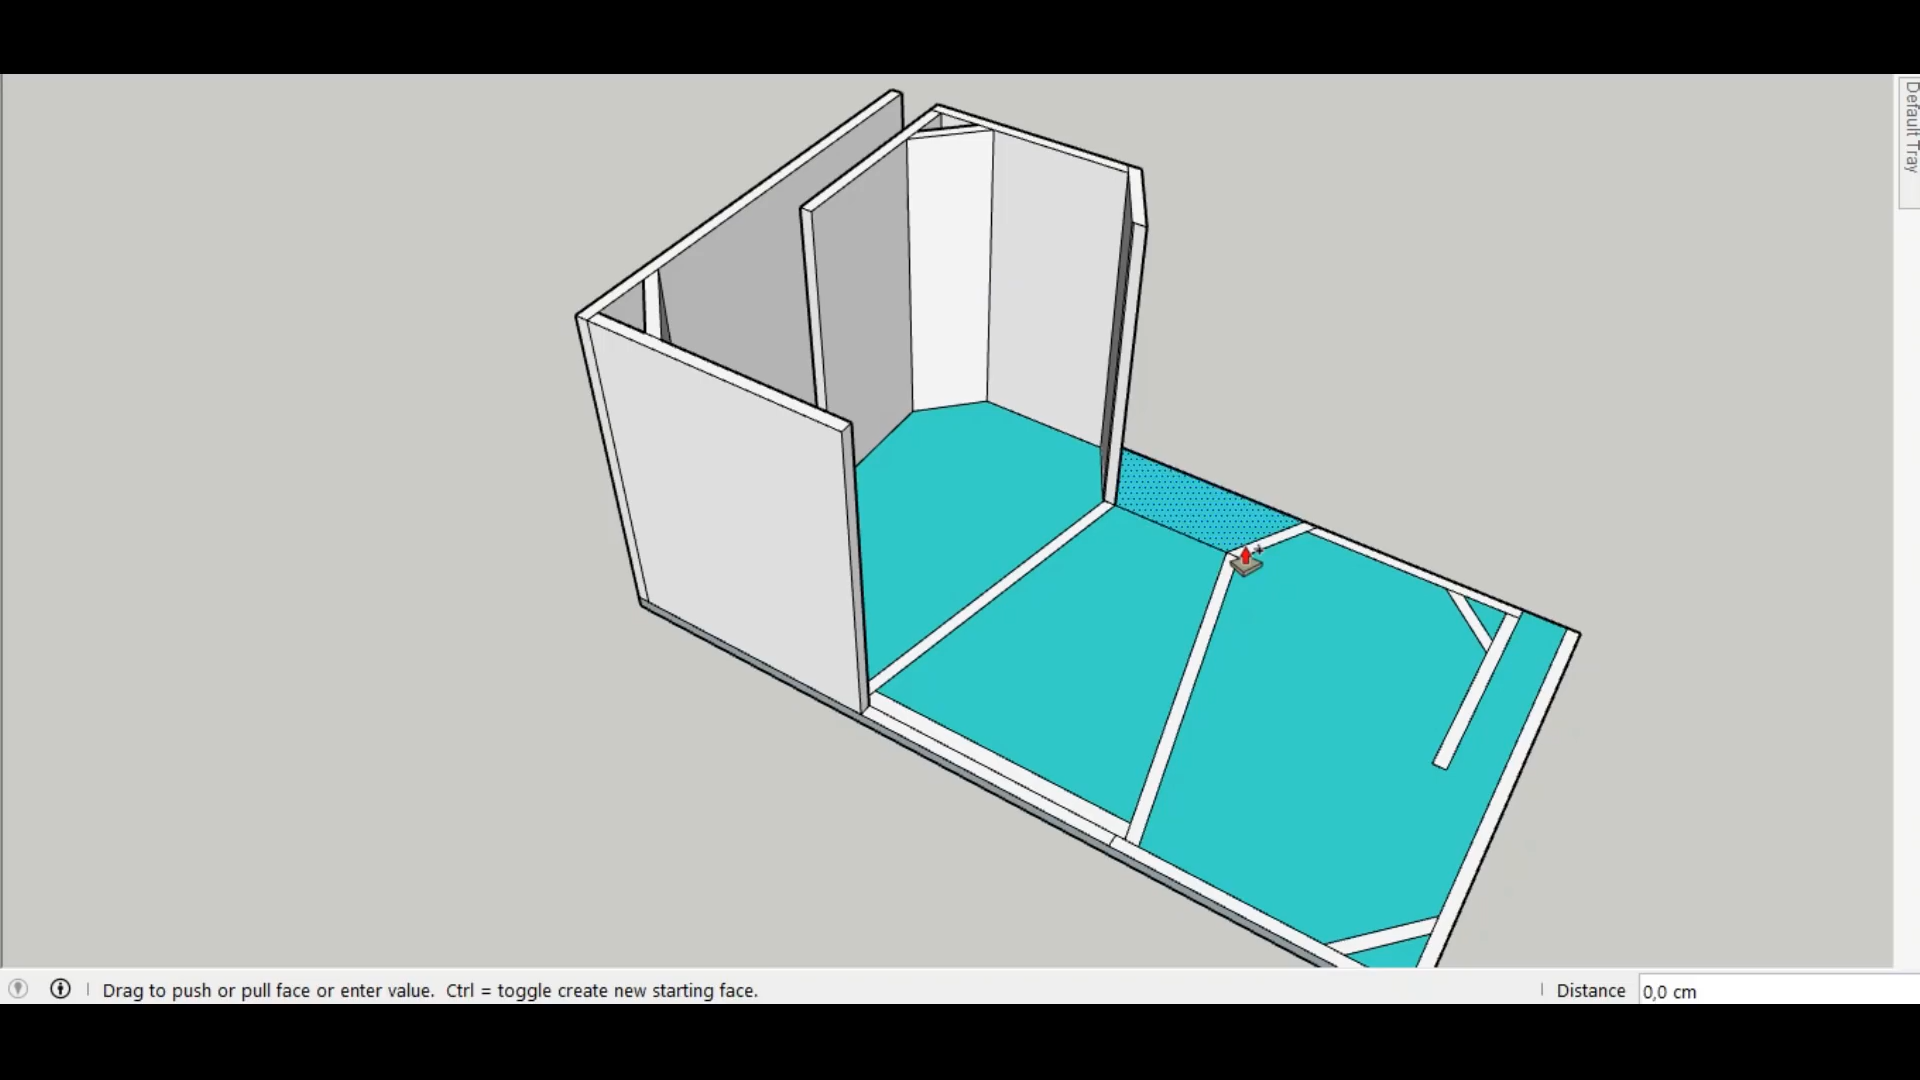 Default Tray
Drag to push or pull face or enter value. Ctrl = toggle create new starting face.
Distance
0,0 cm